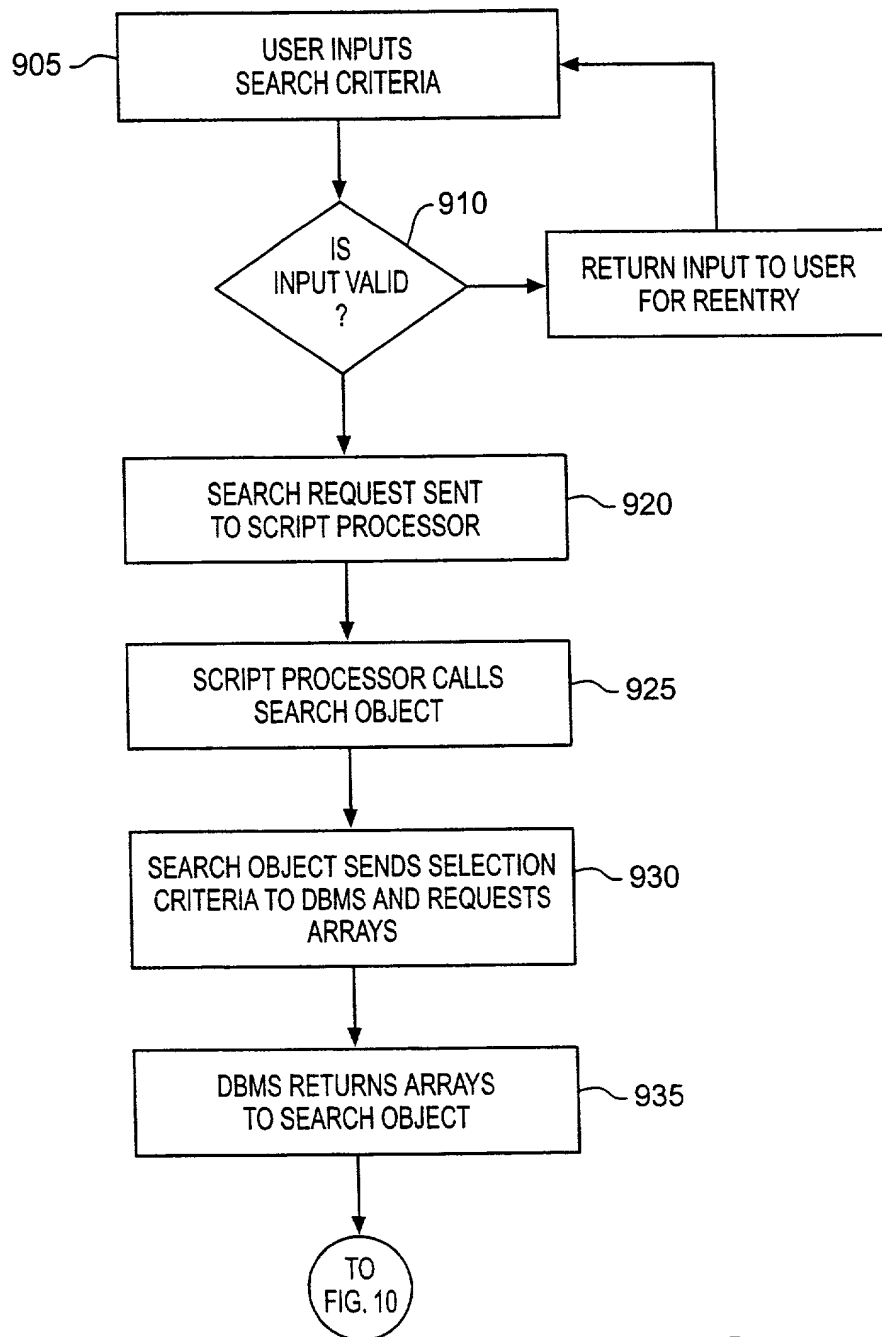 905
USER INPUTS
SEARCH CRITERIA
910
IS
INPUT VALID
?
RETURN INPUT TO USER
FOR REENTRY
SEARCH REQUEST SENT
TO SCRIPT PROCESSOR
920
SCRIPT PROCESSOR CALLS
SEARCH OBJECT
925
SEARCH OBJECT SENDS SELECTION
CRITERIA TO DBMS AND REQUESTS
ARRAYS
930
DBMS RETURNS ARRAYS
TO SEARCH OBJECT
935
TO
FIG. 10